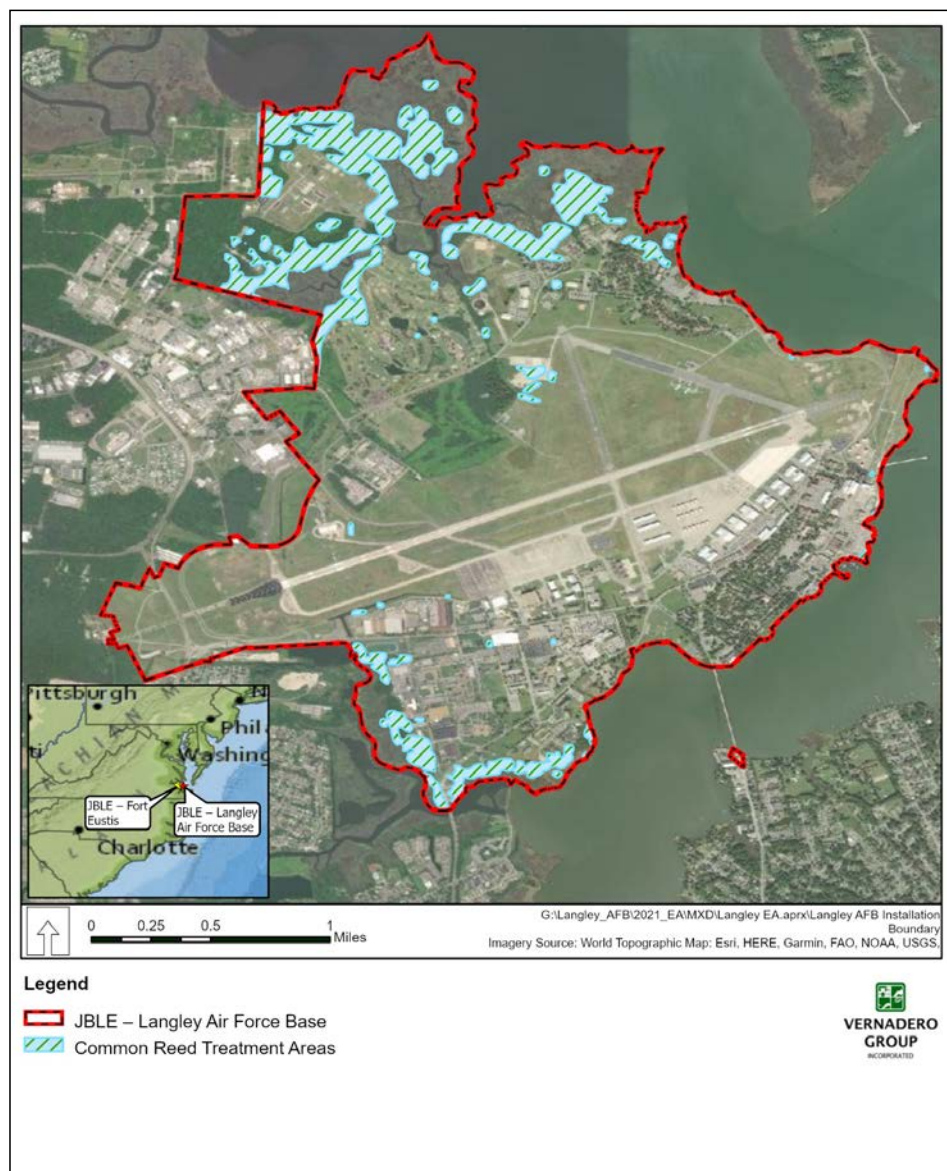 Pittsburgh
Phil
Washing
JBLE – Fort
Eustis
JBLE – Langley
Air Force Base
Charlotte
0 0.25 0.5 1
Miles
G:\Langley_AFB\2021_EA\MXD\Langley EA.aprx\Langley AFB Installation
Boundary
Imagery Source: World Topographic Map: Esri, HERE, Garmin, FAO, NOAA, USGS,
Legend
JBLE – Langley Air Force Base
Common Reed Treatment Areas
VERNADERO
GROUP
INCORPORATED